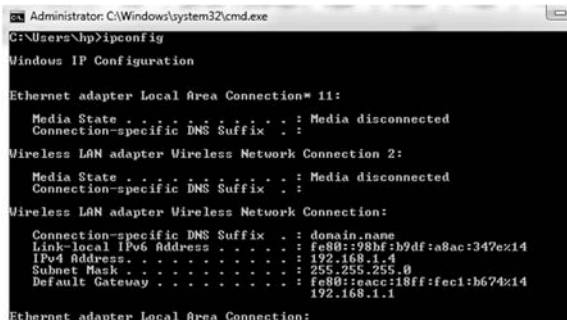 Administrator: C:\Windows\system32\cmd.exe
C:\Users\hp>ipconfig
Windows IP Configuration
Ethernet adapter Local Area Connection* 11:
Media State . . . . . . . . . . . : Media disconnected
Connection-specific DNS Suffix . :
Wireless LAN adapter Wireless Network Connection 2:
Media State . . . . . . . . . . . : Media disconnected
Connection-specific DNS Suffix . :
Wireless LAN adapter Wireless Network Connection:
Connection-specific DNS Suffix . : domain.name
Link-local IPv6 Address . . . . . : fe80::98bf:b9df:a8ac:347e%14
IPv4 Address. . . . . . . . . . . : 192.168.1.4
Subnet Mask . . . . . . . . . . . : 255.255.255.0
Default Gateway . . . . . . . . . : fe80::eacc:18ff:fec1:b674%14
192.168.1.1
Ethernet adapter Local Area Connection: